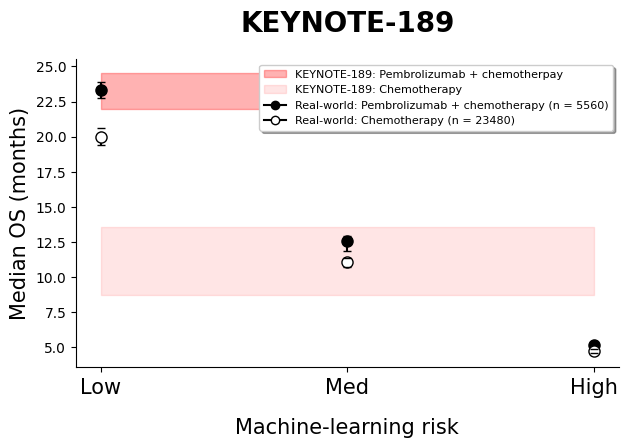 KEYNOTE-189
KEYNOTE-189: Pembrolizumab + chemotherpay
KEYNOTE-189: Chemotherapy
Real-world: Pembrolizumab + chemotherapy (n = 5560)
Real-world: Chemotherapy (n = 23480)
Median OS (months)
25.0
22.5
20.0
17.5
15.0
12.5
10.0
7.5
5.0
Low Med High
Machine-learning risk